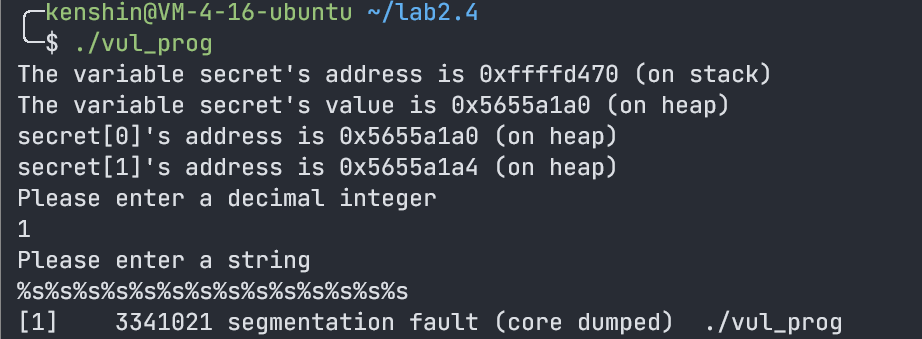 kenshin@VM-4-16-ubuntu ~/lab2.4
$ ./vul_prog
The variable secret's address is 0xffffd470 (on stack)
The variable secret's value is 0x5655a1a0 (on heap)
secret[0]'s address is 0x5655a1a0 (on heap)
secret[1]'s address is 0x5655a1a4 (on heap)
Please enter a decimal integer
1
Please enter a string
%s%s%s%s%s%s%s%s%s%s%s%s%s%s
[1]    3341021 segmentation fault (core dumped)  ./vul_prog